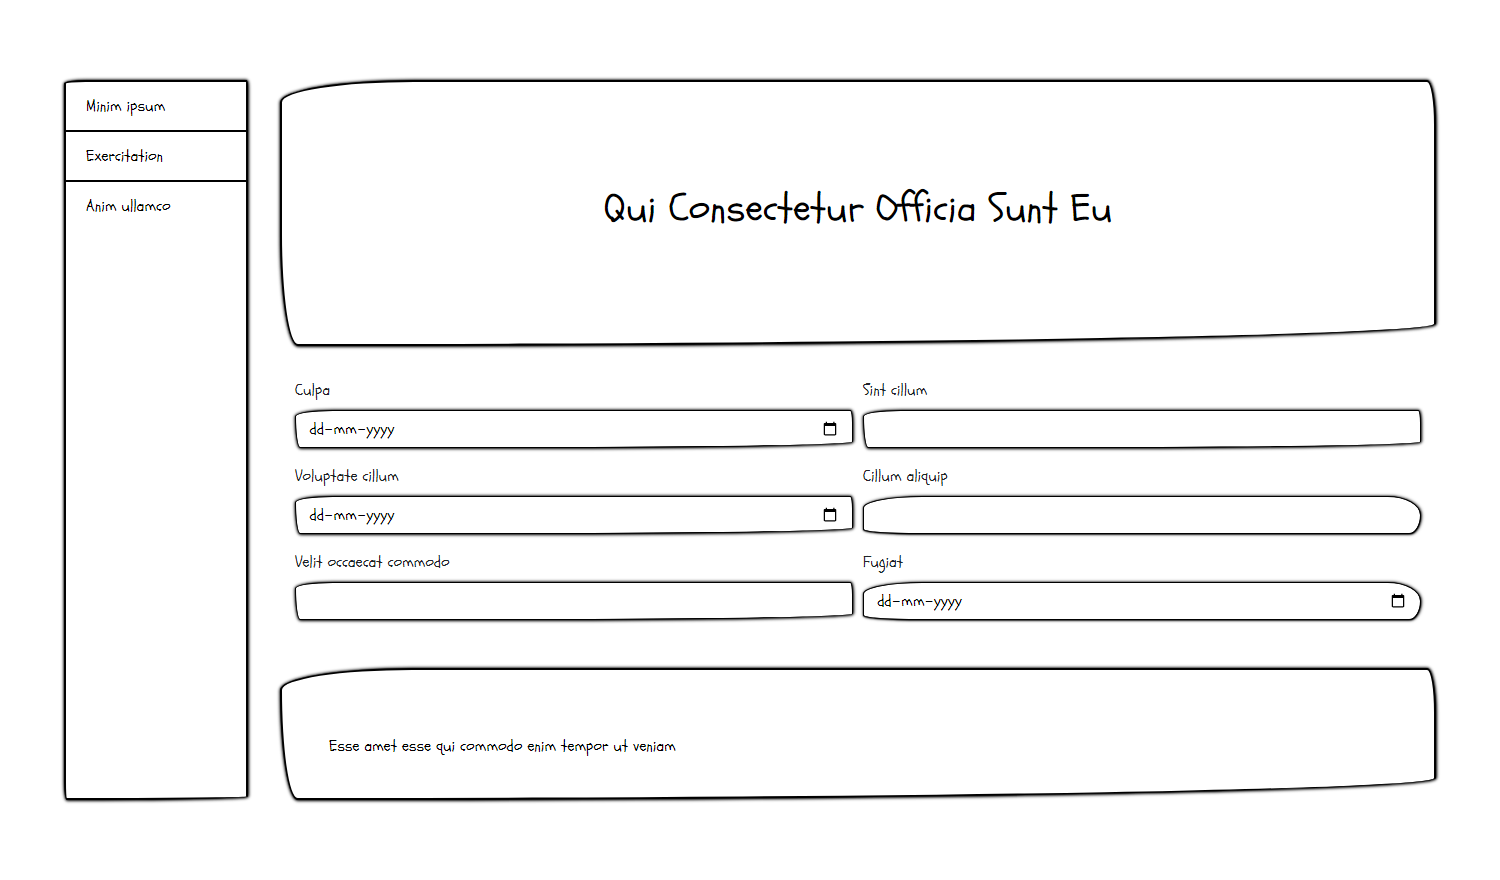 Minim ipsum
Exercitation
Anim ullamco
Qui Consectetur Officia Sunt Eu
Culpa
dd-mm-yyyy
Sint cillum
Voluptate cillum
dd-mm-yyyy
Cillum aliquip
Velit occaecat commodo
Fugiat
dd-mm-yyyy
Esse amet esse qui commodo enim tempor ut veniam